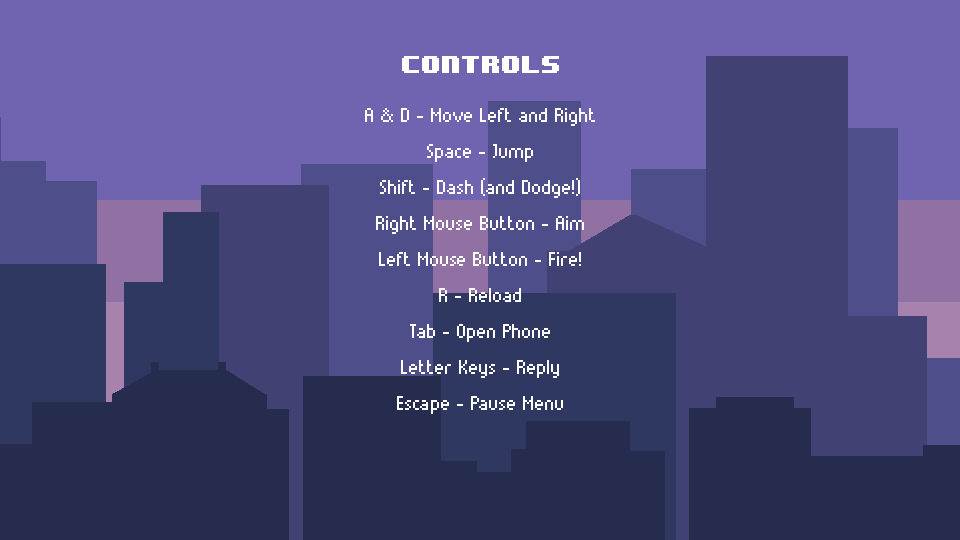 CONTROLS
A & D - Move Left and Right
Space - Jump
Shift - Dash (and Dodge!)
Right Mouse Button - Aim
Left Mouse Button - Fire!
R - Reload
Tab - Open Phone
Letter Keys - Reply
Escape - Pause Menu